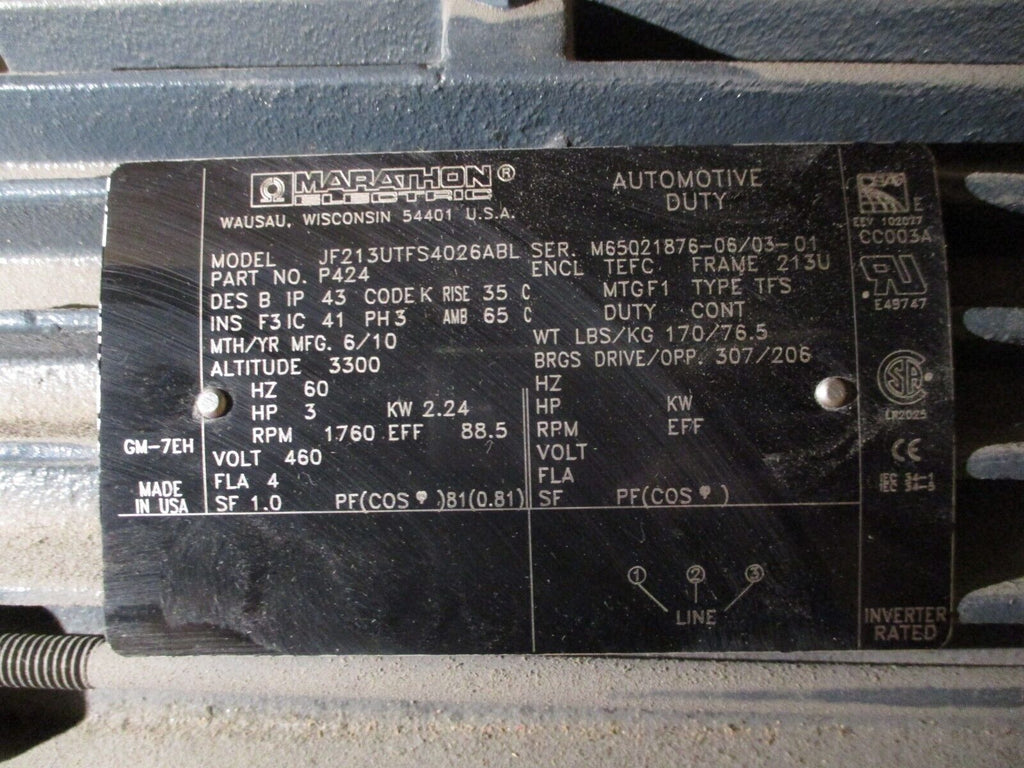 MARATHON®
ELECTRIC
WAUSAU, WISCONSIN 54401 U.S.A.
AUTOMOTIVE
DUTY
MODEL JF213UTFS4026ABL SER. M65021876-06/03-01
PART NO. P424 ENCL TEFC FRAME 213U
DES B IP 43 CODE K RISE 35 C MTG F1 TYPE TFS
INS F3 IC 41 PH 3 AMB 65 C DUTY CONT
MTH/YR MFG. 6/10 WT LBS/KG 170/76.5
ALTITUDE 3300 BRGS DRIVE/OPP. 307/206
HZ 60
HP 3 KW 2.24
RPM 1760 EFF 88.5
VOLT 460
FLA 4
SF 1.0 PF(COS φ)81(0.81)
HZ
HP KW
RPM EFF
VOLT
FLA
SF PF(COS φ)
GM-7EH
MADE
IN USA
1 2 3
LINE
E
EEV 102027
CC003A
E49747
LR2025
CE
IEC 34-1
INVERTER
RATED